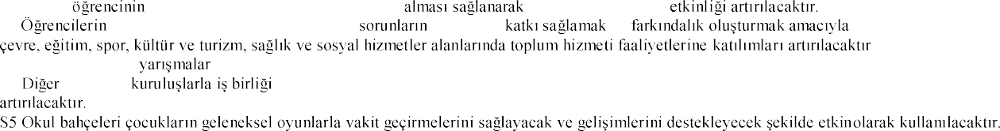 öğrencinin alması sağlanarak etkinliği artırılacaktır.
Öğrencilerin sorunların katkı sağlamak farkındalık oluşturmak amacıyla
çevre, eğitim, spor, kültür ve turizm, sağlık ve sosyal hizmetler alanlarında toplum hizmeti faaliyetlerine katılımları artırılacaktır
yarışmalar
Diğer kuruluşlarla iş birliği
artırılacaktır.
S5 Okul bahçeleri çocukların geleneksel oyunlarla vakit geçirmelerini sağlayacak ve gelişimlerini destekleyecek şekilde etkinolarak kullanılacaktır